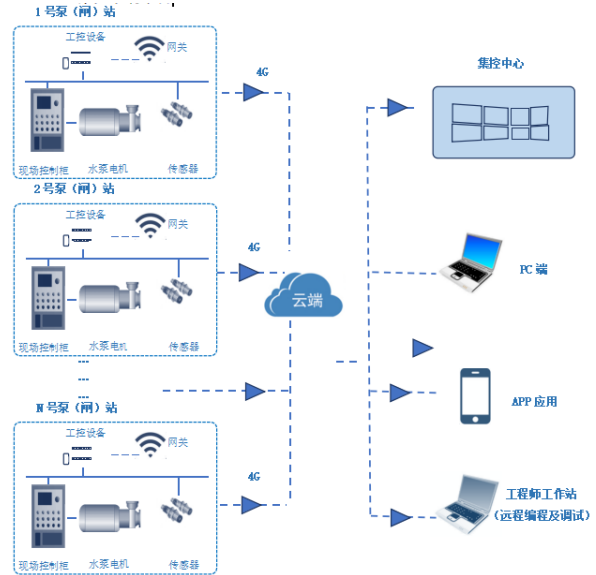 1号泵（闸）站
工控设备
网关
现场控制柜
水泵电机
传感器
4G
2号泵（闸）站
工控设备
网关
现场控制柜
水泵电机
传感器
4G
...
...
...
N号泵（闸）站
工控设备
网关
现场控制柜
水泵电机
传感器
4G
云端
集控中心
PC端
APP应用
工程师工作站
（远程编程及调试）